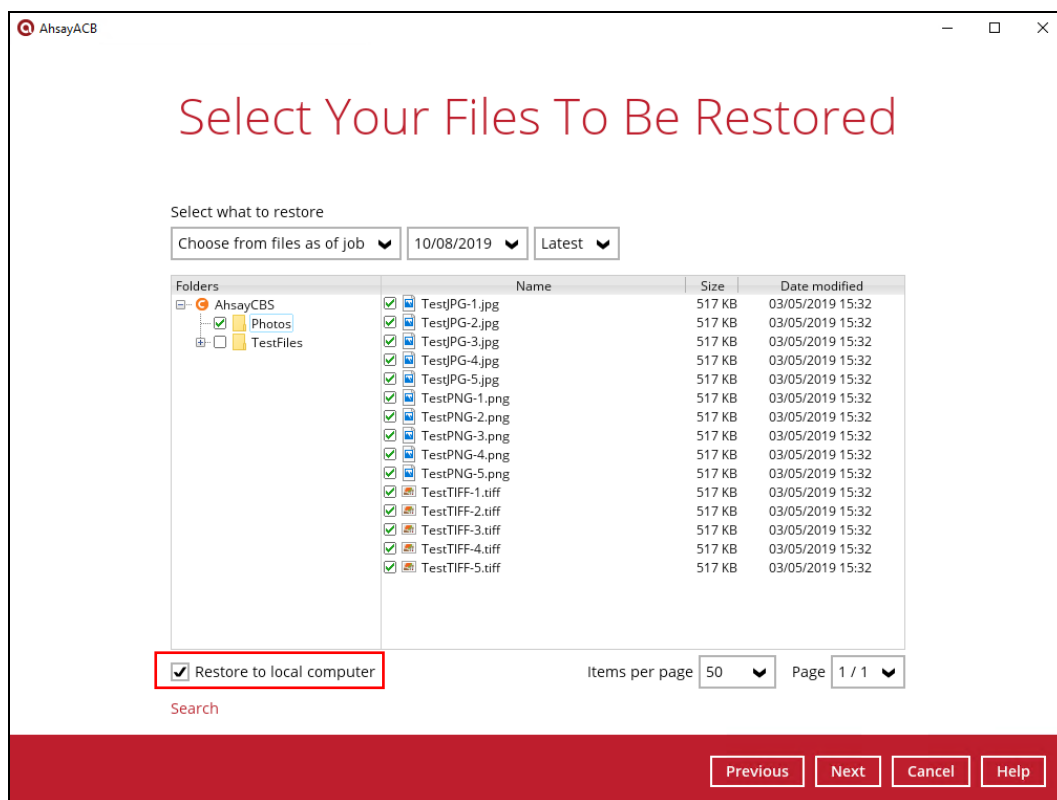 AhsayACB
Select Your Files To Be Restored
Select what to restore
Choose from files as of job 10/08/2019 Latest
Folders Name Size Date modified
AhsayCBS TestJPG-1.jpg 517 KB 03/05/2019 15:32
Photos TestJPG-2.jpg 517 KB 03/05/2019 15:32
TestFiles TestJPG-3.jpg 517 KB 03/05/2019 15:32
TestJPG-4.jpg 517 KB 03/05/2019 15:32
TestJPG-5.jpg 517 KB 03/05/2019 15:32
TestPNG-1.png 517 KB 03/05/2019 15:32
TestPNG-2.png 517 KB 03/05/2019 15:32
TestPNG-3.png 517 KB 03/05/2019 15:32
TestPNG-4.png 517 KB 03/05/2019 15:32
TestPNG-5.png 517 KB 03/05/2019 15:32
TestTIFF-1.tiff 517 KB 03/05/2019 15:32
TestTIFF-2.tiff 517 KB 03/05/2019 15:32
TestTIFF-3.tiff 517 KB 03/05/2019 15:32
TestTIFF-4.tiff 517 KB 03/05/2019 15:32
TestTIFF-5.tiff 517 KB 03/05/2019 15:32
Restore to local computer Items per page 50 Page 1 / 1
Search
Previous Next Cancel Help